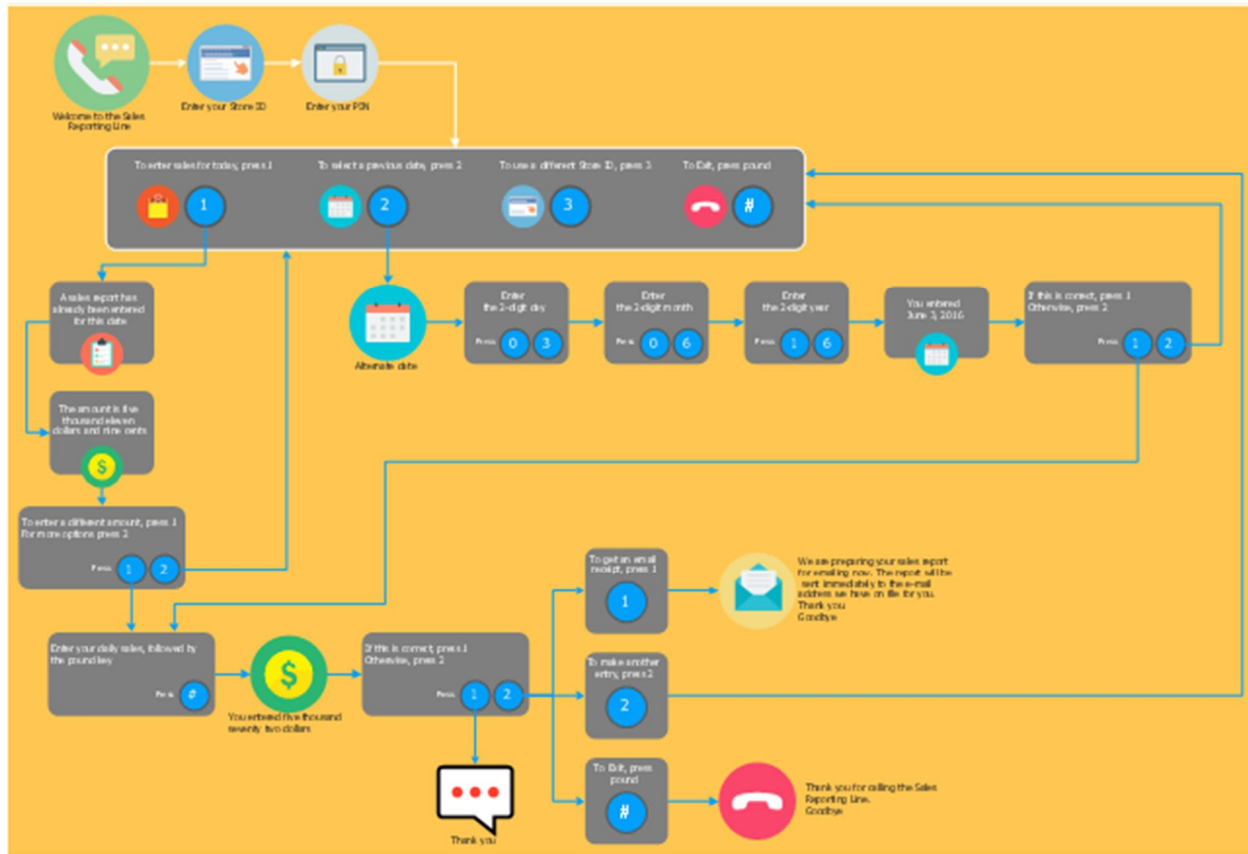 Welcome to the Sales
Reporting Line
Enter your Store ID
Enter your PIN
To enter sales for today, press 1
To select a previous date, press 2
To use a different Store ID, press 3
To Exit, press pound
1
2
3
#
A sales report has
already been entered
for this date
Alternate date
Enter
the 2-digit day
Press
0
3
Enter
the 2-digit month
Press
0
6
Enter
the 2-digit year
Press
1
6
You entered
June 3, 2016
If this is correct, press 1
Otherwise, press 2
Press
1
2
The amount is five
thousand eleven
dollars and nine cents
$
To enter a different amount, press 1
For more options press 2
Press
1
2
Enter your daily sales, followed by
the pound key
Press
#
$
You entered five thousand
seventy two dollars
If this is correct, press 1
Otherwise, press 2
Press
1
2
Thank you
To get an email
receipt, press 1
1
We are preparing your sales report
for emailing now. The report will be
sent immediately to the e-mail
address we have on file for you.
Thank you
Goodbye
To make another
entry, press 2
2
To Exit, press
pound
#
Thank you for calling the Sales
Reporting Line.
Goodbye